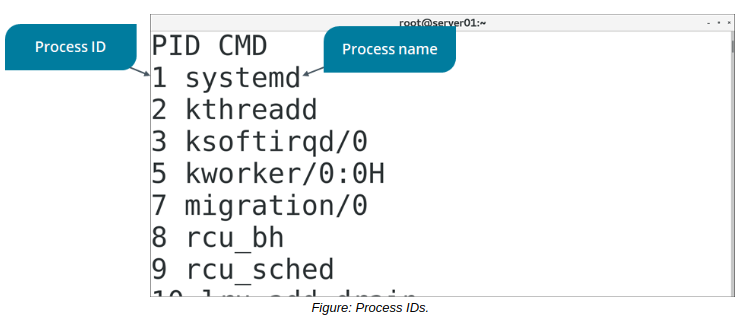 root@server01:~
Process ID
Process name
PID CMD
1 systemd
2 kthreadd
3 ksoftirqd/0
5 kworker/0:0H
7 migration/0
8 rcu_bh
9 rcu_sched
Figure: Process IDs.